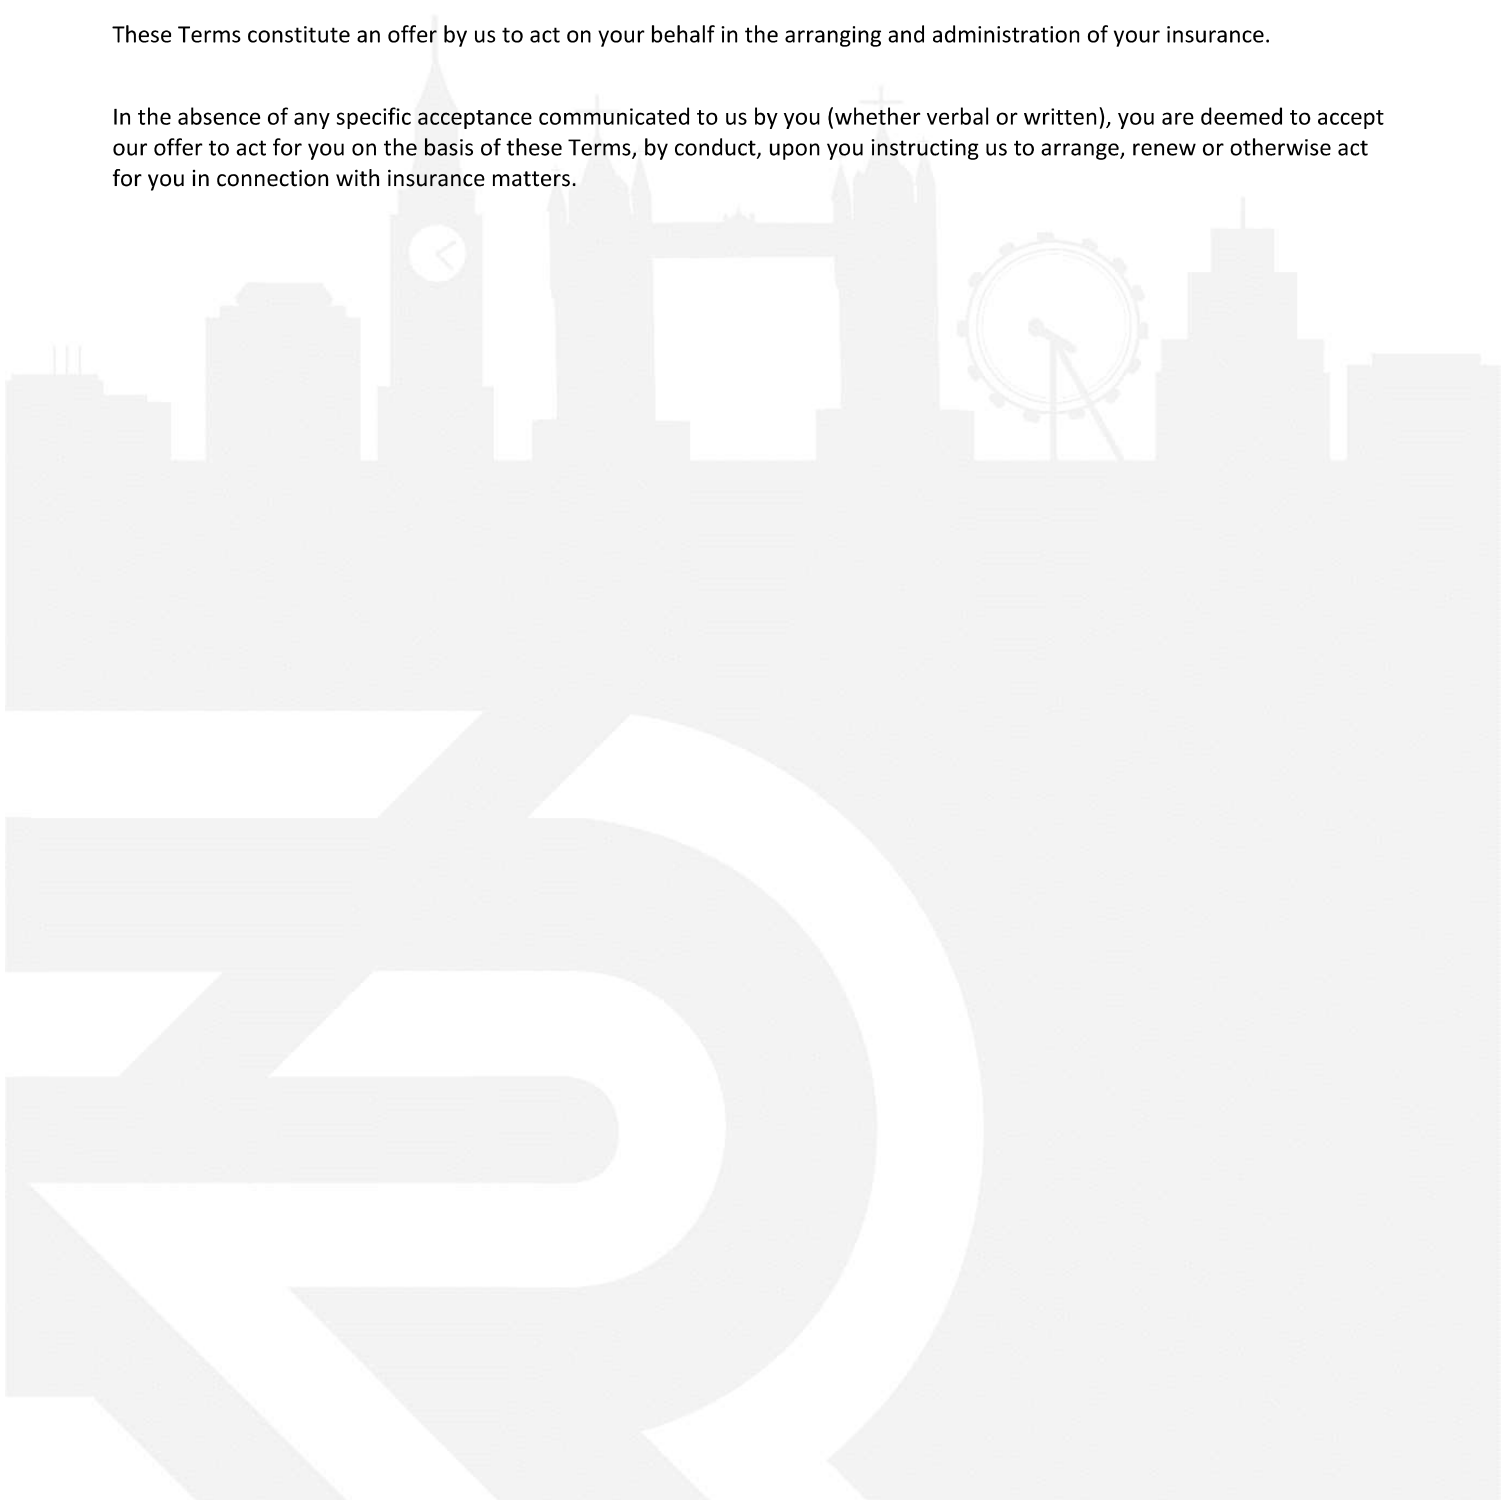 These Terms constitute an offer by us to act on your behalf in the arranging and administration of your insurance.
In the absence of any specific acceptance communicated to us by you (whether verbal or written), you are deemed to accept
our offer to act for you on the basis of these Terms, by conduct, upon you instructing us to arrange, renew or otherwise act
for you in connection with insurance matters.